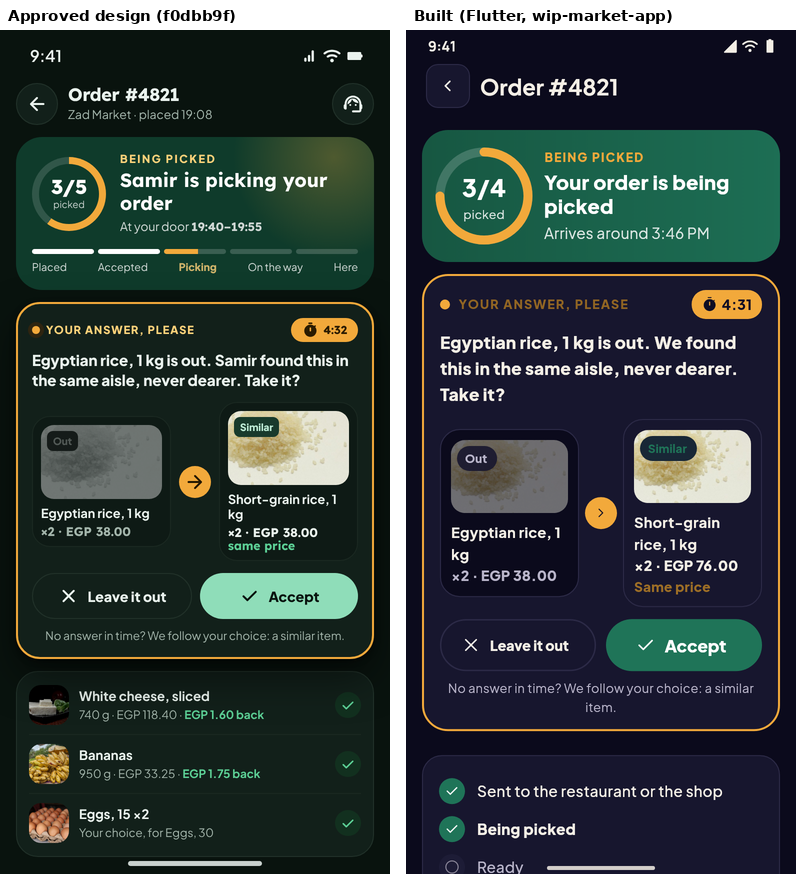 Approved design (f0dbb9f)
9:41
Order #4821
Zad Market · placed 19:08
3/5
picked
BEING PICKED
Samir is picking your
order
At your door 19:40–19:55
Placed Accepted Picking On the way Here
YOUR ANSWER, PLEASE
4:32
Egyptian rice, 1 kg is out. Samir found this in
the same aisle, never dearer. Take it?
Out
Egyptian rice, 1 kg
×2 · EGP 38.00
Similar
Short-grain rice, 1
kg
×2 · EGP 38.00
same price
Leave it out
Accept
No answer in time? We follow your choice: a similar item.
White cheese, sliced
740 g · EGP 118.40 · EGP 1.60 back
Bananas
950 g · EGP 33.25 · EGP 1.75 back
Eggs, 15 ×2
Your choice, for Eggs, 30
Built (Flutter, wip-market-app)
9:41
Order #4821
3/4
picked
BEING PICKED
Your order is being
picked
Arrives around 3:46 PM
YOUR ANSWER, PLEASE
4:31
Egyptian rice, 1 kg is out. We found
this in the same aisle, never dearer.
Take it?
Out
Egyptian rice, 1
kg
×2 · EGP 38.00
Similar
Short-grain
rice, 1 kg
×2 · EGP 76.00
Same price
Leave it out
Accept
No answer in time? We follow your choice: a similar
item.
Sent to the restaurant or the shop
Being picked
Ready